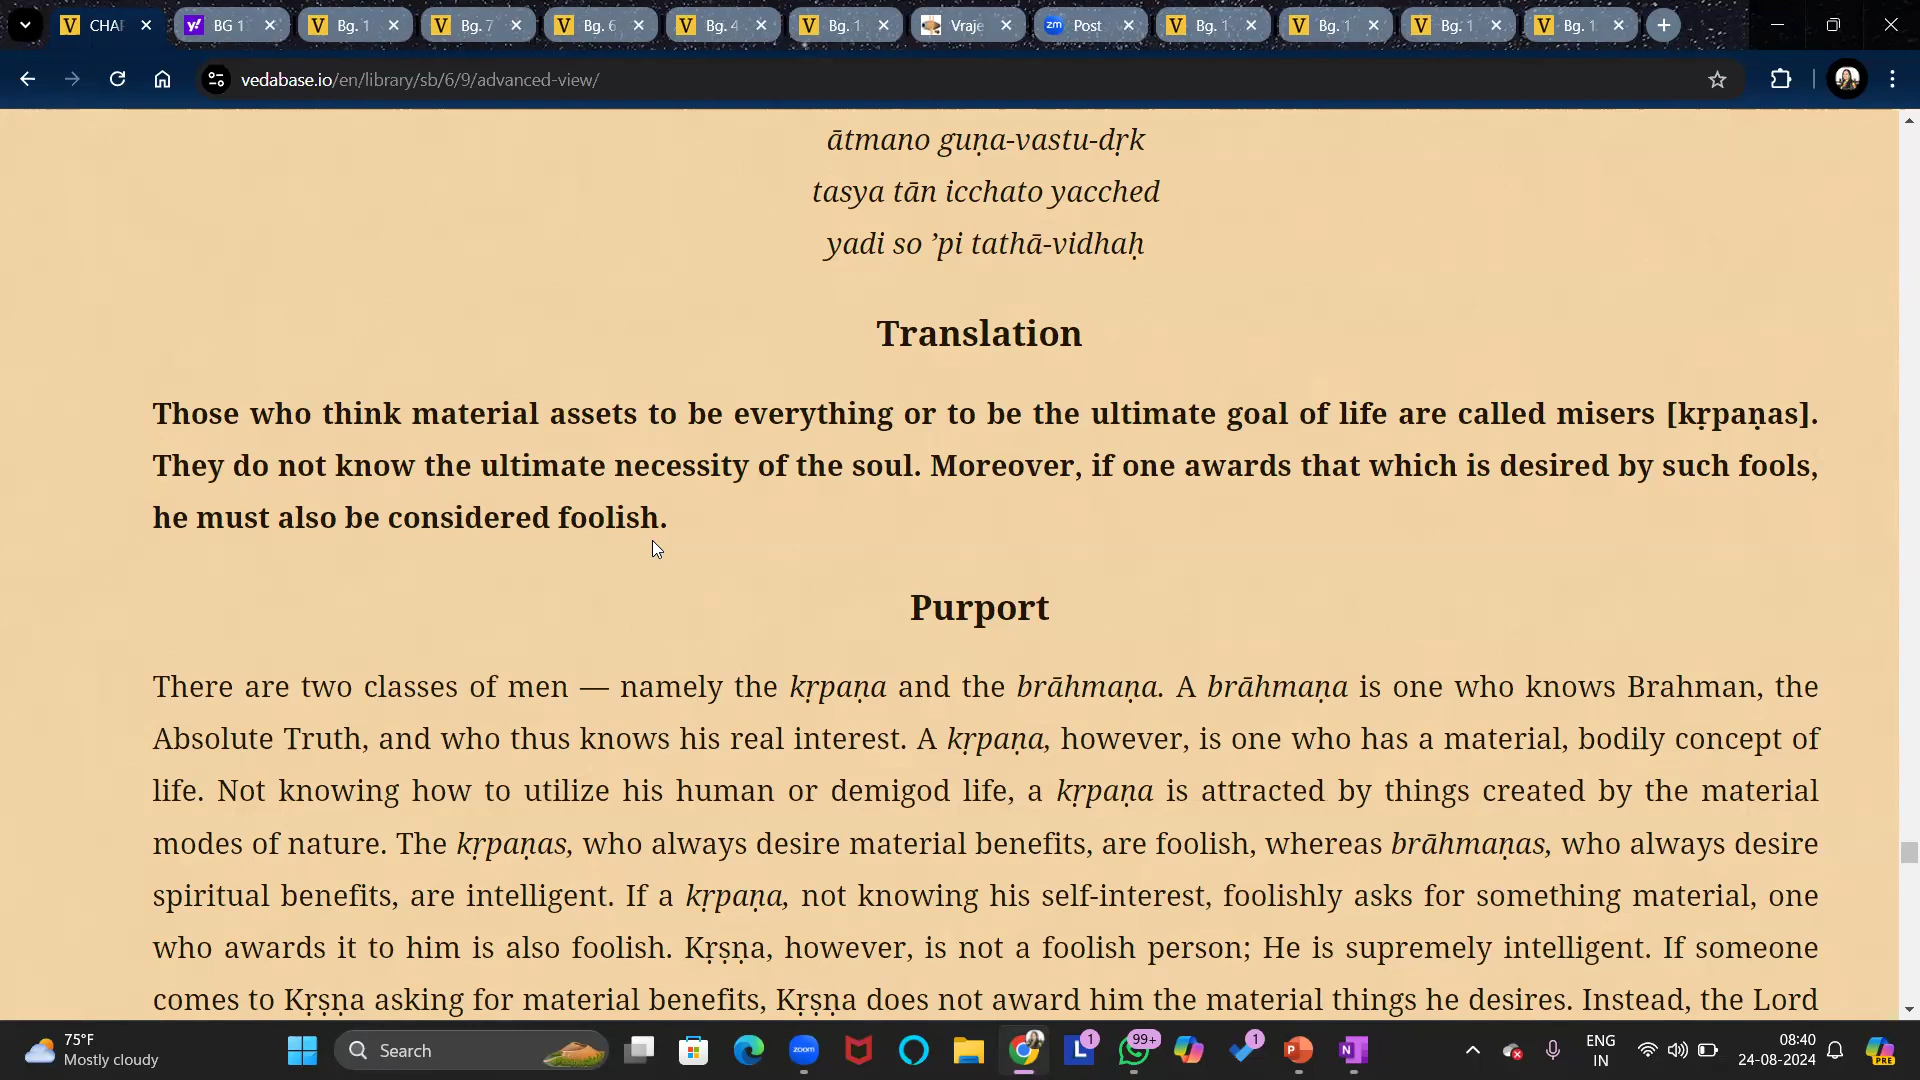 CHAP
BG 1
Bg. 1
Bg. 7
Bg. 6
Bg. 4
Bg. 1
Vraje
Post
Bg. 1
Bg. 1
Bg. 1
Bg. 1
vedabase.io/en/library/sb/6/9/advanced-view/
ātmano guṇa-vastu-dṛk
tasya tān icchato yacched
yadi so ’pi tathā-vidhaḥ
Translation
Those who think material assets to be everything or to be the ultimate goal of life are called misers [kṛpaṇas].
They do not know the ultimate necessity of the soul. Moreover, if one awards that which is desired by such fools,
he must also be considered foolish.
Purport
There are two classes of men — namely the kṛpaṇa and the brāhmaṇa. A brāhmaṇa is one who knows Brahman, the
Absolute Truth, and who thus knows his real interest. A kṛpaṇa, however, is one who has a material, bodily concept of
life. Not knowing how to utilize his human or demigod life, a kṛpaṇa is attracted by things created by the material
modes of nature. The kṛpaṇas, who always desire material benefits, are foolish, whereas brāhmaṇas, who always desire
spiritual benefits, are intelligent. If a kṛpaṇa, not knowing his self-interest, foolishly asks for something material, one
who awards it to him is also foolish. Kṛṣṇa, however, is not a foolish person; He is supremely intelligent. If someone
comes to Kṛṣṇa asking for material benefits, Kṛṣṇa does not award him the material things he desires. Instead, the Lord
75°F
Mostly cloudy
Search
zoom
1
99+
1
ENG
IN
08:40
24-08-2024
PRE